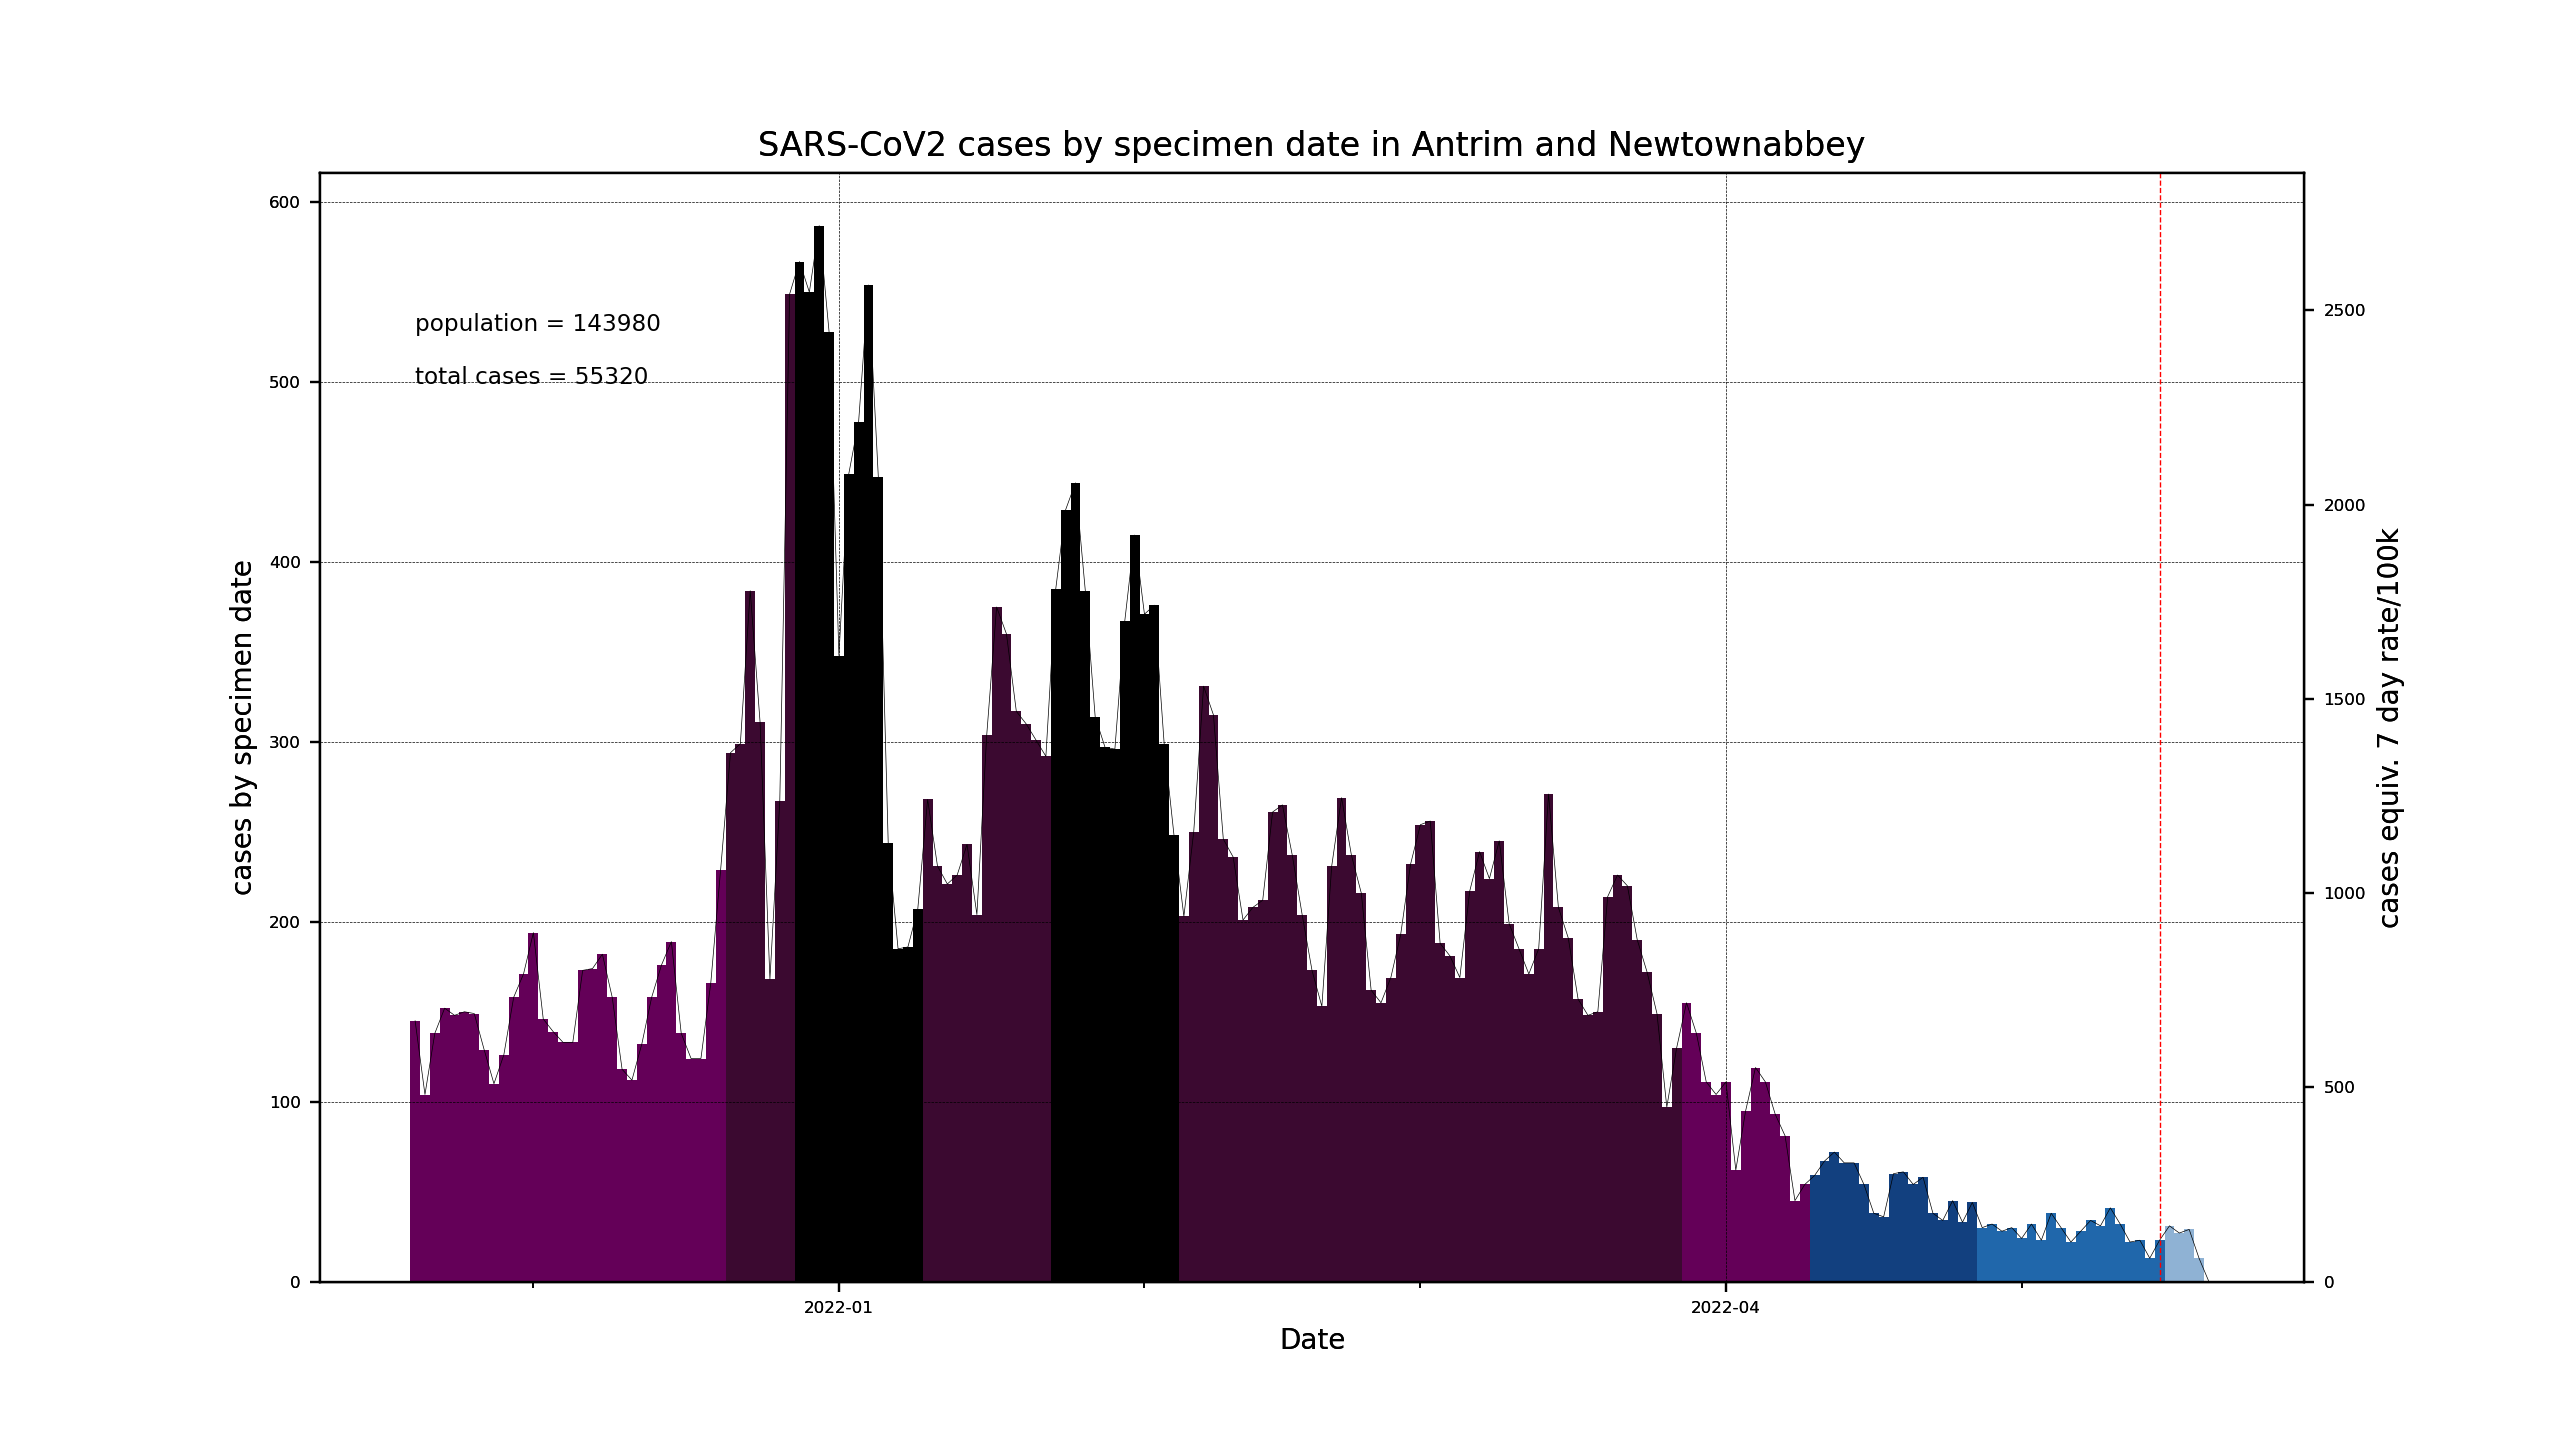 SARS-CoV2 cases by specimen date in Antrim and Newtownabbey
600
500
400
300
200
100
0
cases by specimen date
population = 143980
total cases = 55320
2500
2000
1500
1000
500
0
cases equiv. 7 day rate/100k
2022-01
2022-04
Date